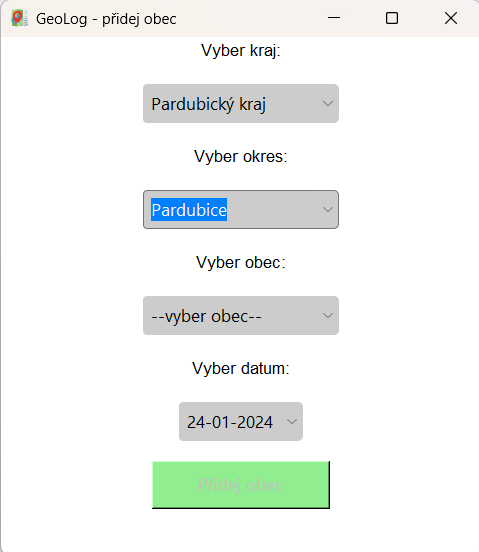 GeoLog - přidej obec
Vyber kraj:
Pardubický kraj
Vyber okres:
Pardubice
Vyber obec:
--vyber obec--
Vyber datum:
24-01-2024
Přidej obec